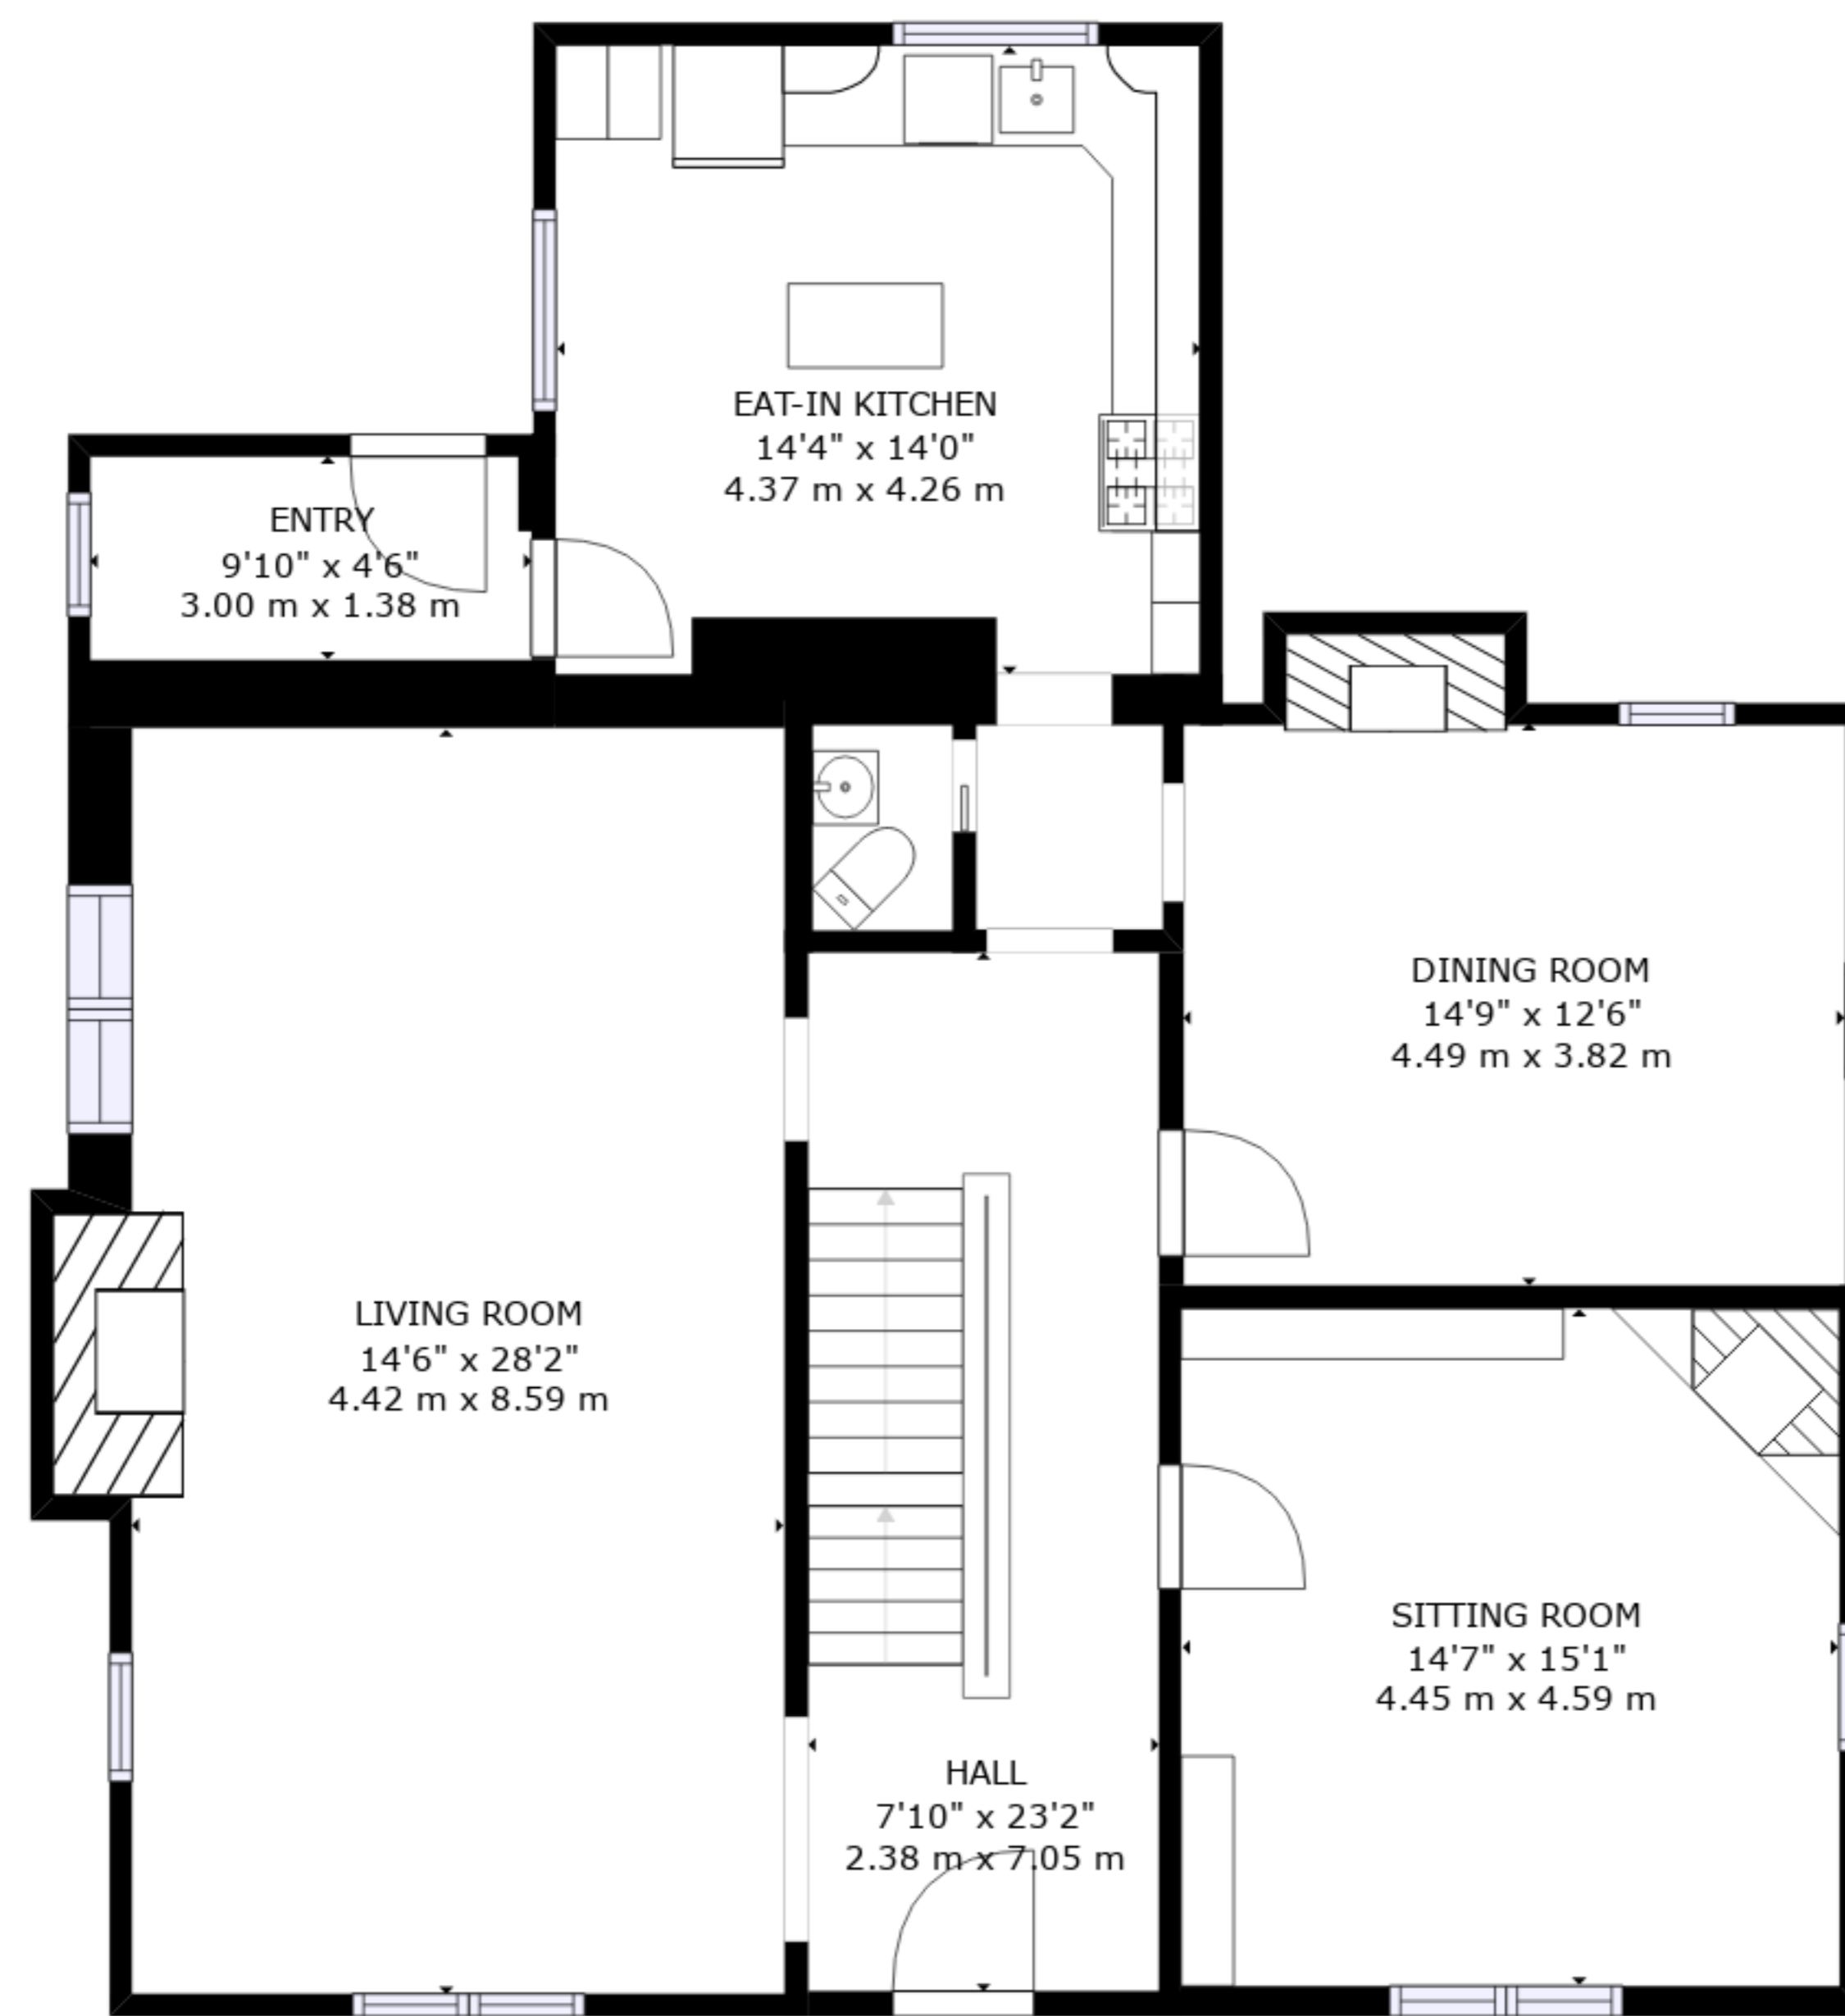 EAT-IN KITCHEN
14'4" x 14'0"
4.37 m x 4.26 m
ENTRY
9'10" x 4'6"
3.00 m x 1.38 m
DINING ROOM
14'9" x 12'6"
4.49 m x 3.82 m
LIVING ROOM
14'6" x 28'2"
4.42 m x 8.59 m
SITTING ROOM
14'7" x 15'1"
4.45 m x 4.59 m
HALL
7'10" x 23'2"
2.38 m x 7.05 m